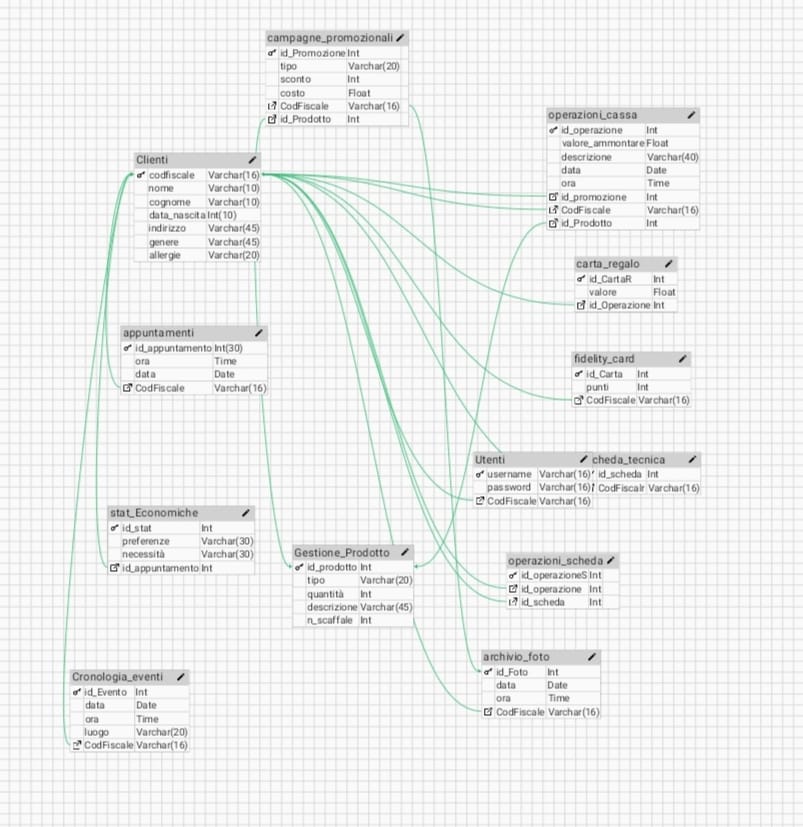 campagne_promozionali
id_Promozione Int
tipo Varchar(20)
sconto Int
costo Float
CodFiscale Varchar(16)
id_Prodotto Int
operazioni_cassa
id_operazione Int
valore_ammontare Float
descrizione Varchar(40)
data Date
ora Time
id_promozione Int
CodFiscale Varchar(16)
id_Prodotto Int
Clienti
codfiscale Varchar(16)
nome Varchar(10)
cognome Varchar(10)
data_nascita Int(10)
indirizzo Varchar(45)
genere Varchar(45)
allergie Varchar(20)
carta_regalo
id_CartaR Int
valore Float
id_Operazione Int
appuntamenti
id_appuntamento Int(30)
ora Time
data Date
CodFiscale Varchar(16)
fidelity_card
id_Carta Int
punti Int
CodFiscale Varchar(16)
Utenti
username Varchar(16)
password Varchar(16)
CodFiscale Varchar(16)
cheda_tecnica
id_scheda Int
CodFiscalr Varchar(16)
stat_Economiche
id_stat Int
preferenze Varchar(30)
necessità Varchar(30)
id_appuntamento Int
Gestione_Prodotto
id_prodotto Int
tipo Varchar(20)
quantità Int
descrizione Varchar(45)
n_scaffale Int
operazioni_scheda
id_operazioneS Int
id_operazione Int
id_scheda Int
archivio_foto
id_Foto Int
data Date
ora Time
CodFiscale Varchar(16)
Cronologia_eventi
id_Evento Int
data Date
ora Time
luogo Varchar(20)
CodFiscale Varchar(16)